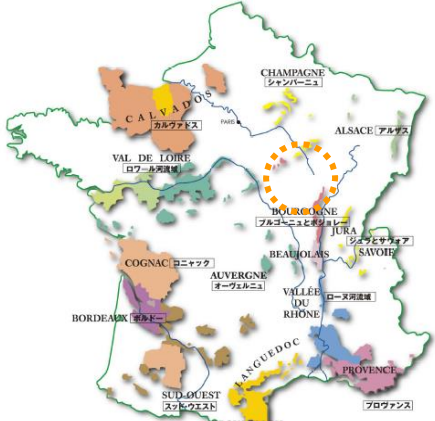 CHAMPAGNE
シャンパーニュ
CALVADOS
カルヴァドス
PARIS
ALSACE アルザス
VAL DE LOIRE
ロワール河流域
BOURGOGNE
ブルゴーニュとボジョレー
JURA
ジュラとサヴォア
SAVOIE
BEAUJOLAIS
COGNAC コニャック
AUVERGNE
オーヴェルニュ
VALLÉE
DU
RHÔNE
ローヌ河流域
BORDEAUX ボルドー
LANGUEDOC
PROVENCE
プロヴァンス
SUD-OUEST
スッド・ウエスト